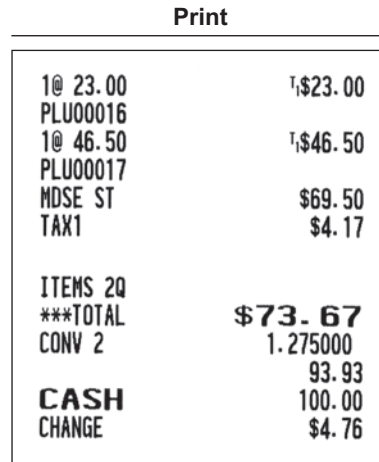 Print
1@ 23.00 T₁$23.00
PLU00016
1@ 46.50 T₁$46.50
PLU00017
MDSE ST $69.50
TAX1 $4.17
ITEMS 2Q
***TOTAL $73.67
CONV 2 1.275000
93.93
CASH 100.00
CHANGE $4.76